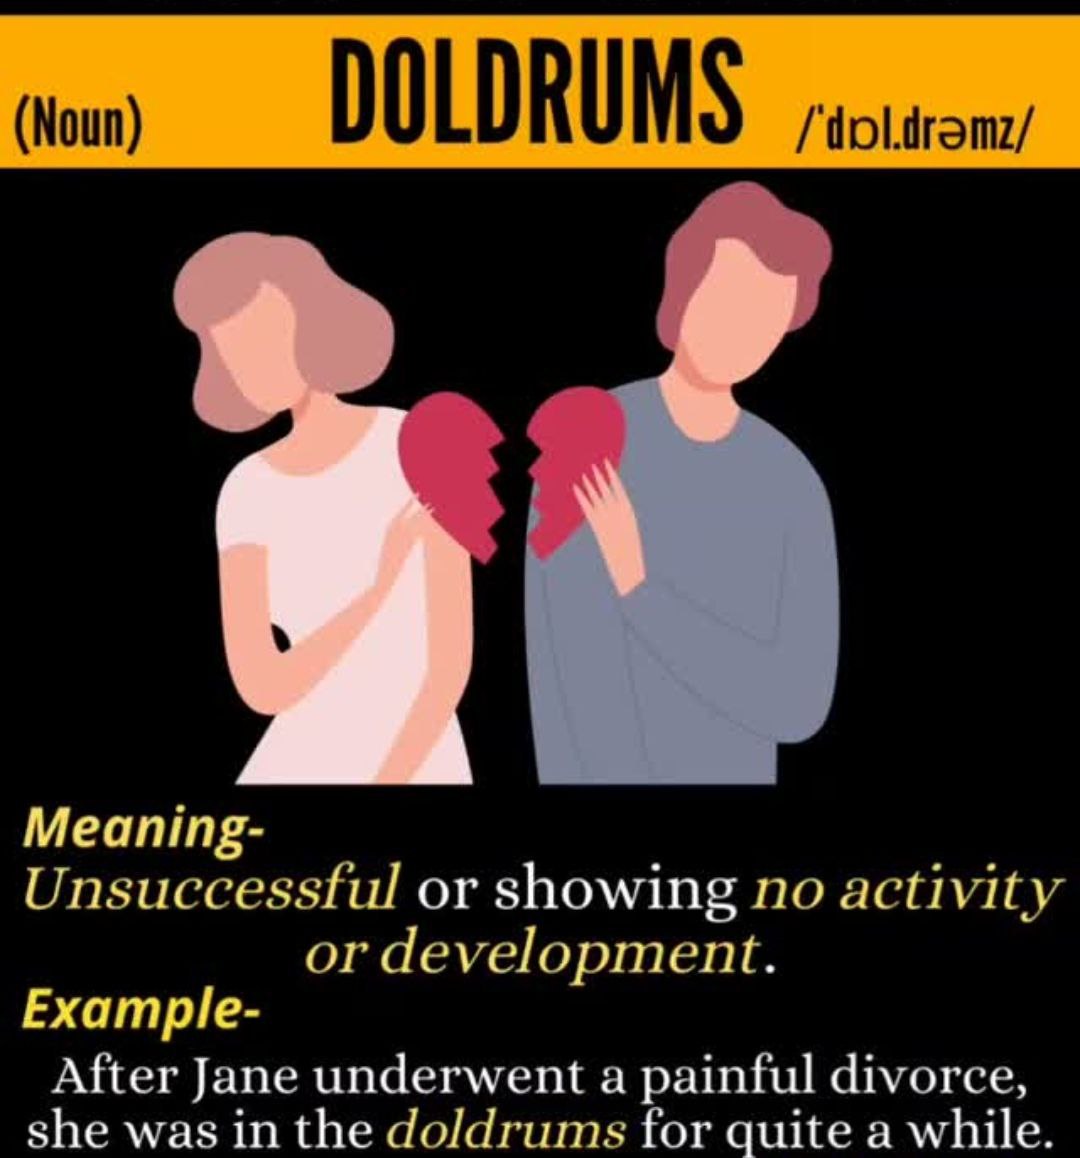 (Noun) DOLDRUMS /ˈdɒl.drəmz/
Meaning-
Unsuccessful or showing no activity
or development.
Example-
After Jane underwent a painful divorce,
she was in the doldrums for quite a while.